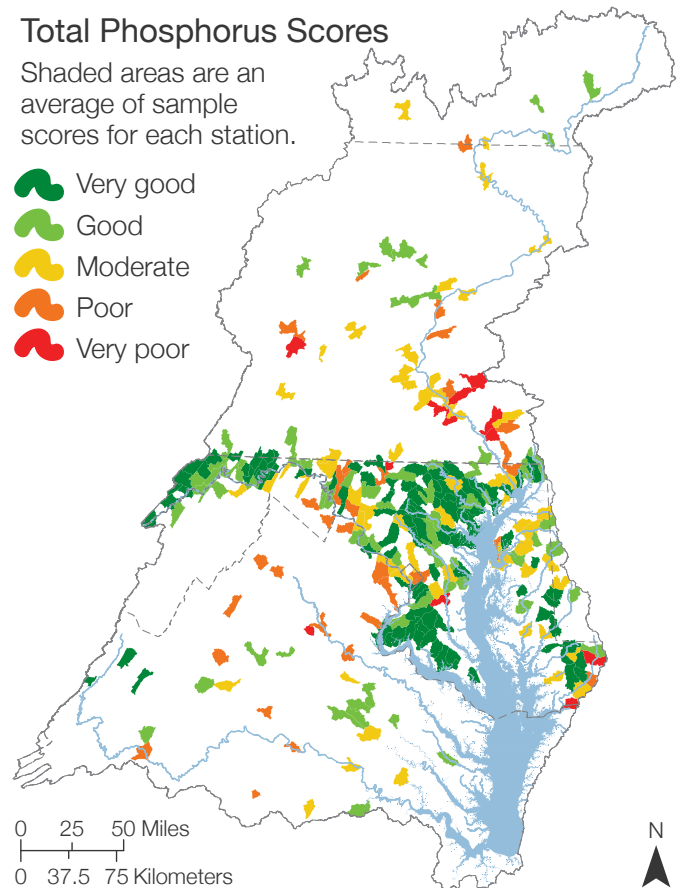 Total Phosphorus Scores
Shaded areas are an
average of sample
scores for each station.
Very good
Good
Moderate
Poor
Very poor
0 25 50 Miles
0 37.5 75 Kilometers
N